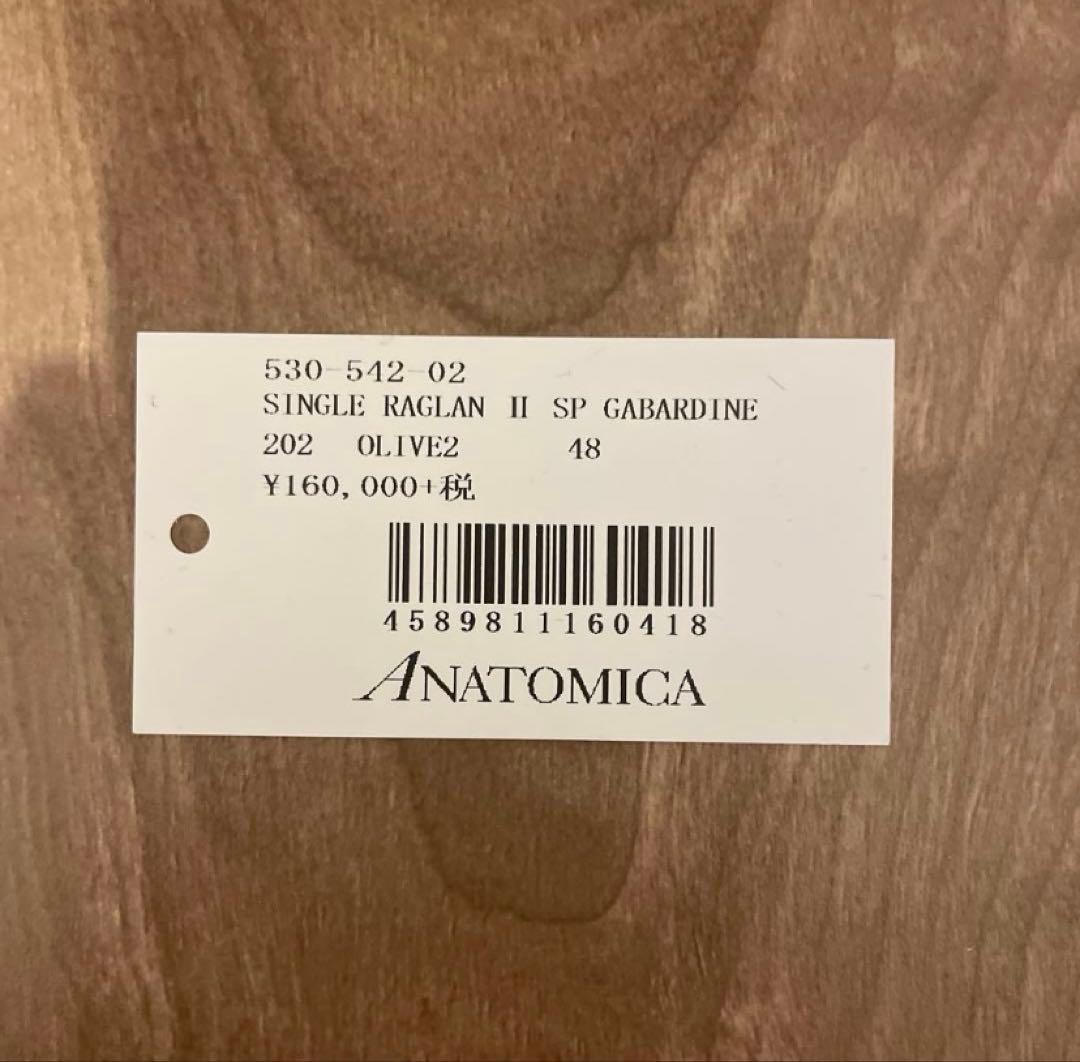 530-542-02
SINGLE RAGLAN Ⅱ SP GABARDINE
202 OLIVE2 48
¥160,000+税
4589811160418
ANATOMICA